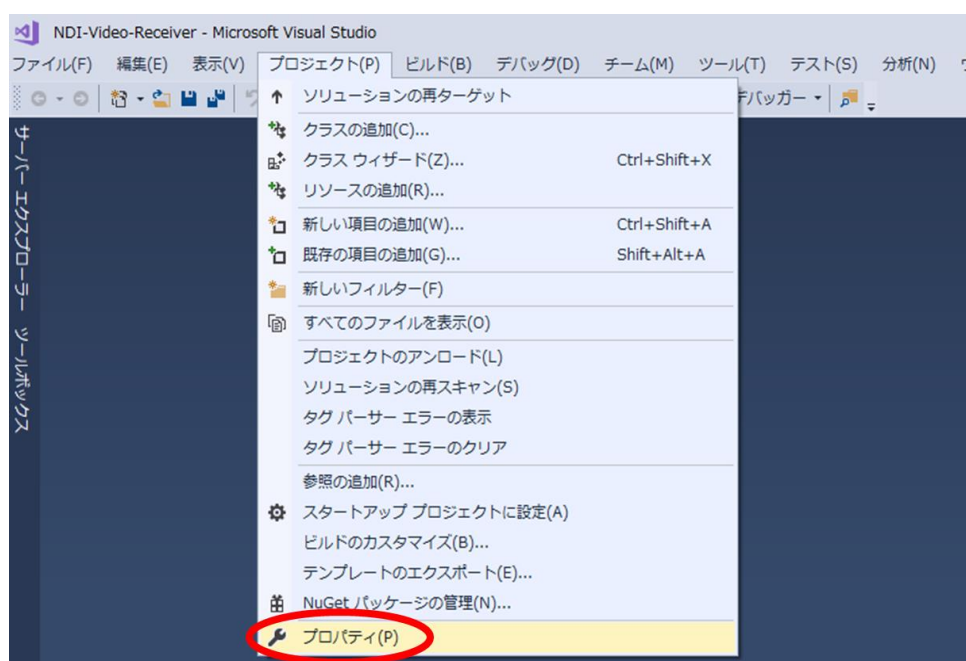 NDI-Video-Receiver - Microsoft Visual Studio
ファイル(F) 編集(E) 表示(V) プロジェクト(P) ビルド(B) デバッグ(D) チーム(M) ツール(T) テスト(S) 分析(N)
デバッガー
サーバー エクスプローラー
ツールボックス
ソリューションの再ターゲット
クラスの追加(C)...
クラス ウィザード(Z)... Ctrl+Shift+X
リソースの追加(R)...
新しい項目の追加(W)... Ctrl+Shift+A
既存の項目の追加(G)... Shift+Alt+A
新しいフィルター(F)
すべてのファイルを表示(O)
プロジェクトのアンロード(L)
ソリューションの再スキャン(S)
タグ パーサー エラーの表示
タグ パーサー エラーのクリア
参照の追加(R)...
スタートアップ プロジェクトに設定(A)
ビルドのカスタマイズ(B)...
テンプレートのエクスポート(E)...
NuGet パッケージの管理(N)...
プロパティ(P)